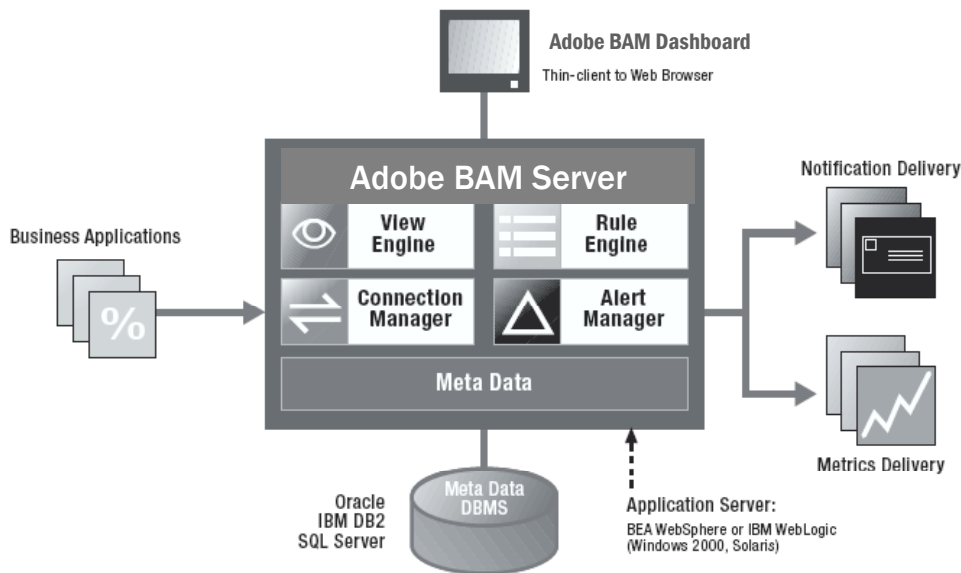 Adobe BAM Dashboard
Thin-client to Web Browser
Adobe BAM Server
View
Engine
Rule
Engine
Connection
Manager
Alert
Manager
Meta Data
Business Applications
%
Notification Delivery
Metrics Delivery
Meta Data
DBMS
Oracle
IBM DB2
SQL Server
Application Server:
BEA WebSphere or IBM WebLogic
(Windows 2000, Solaris)